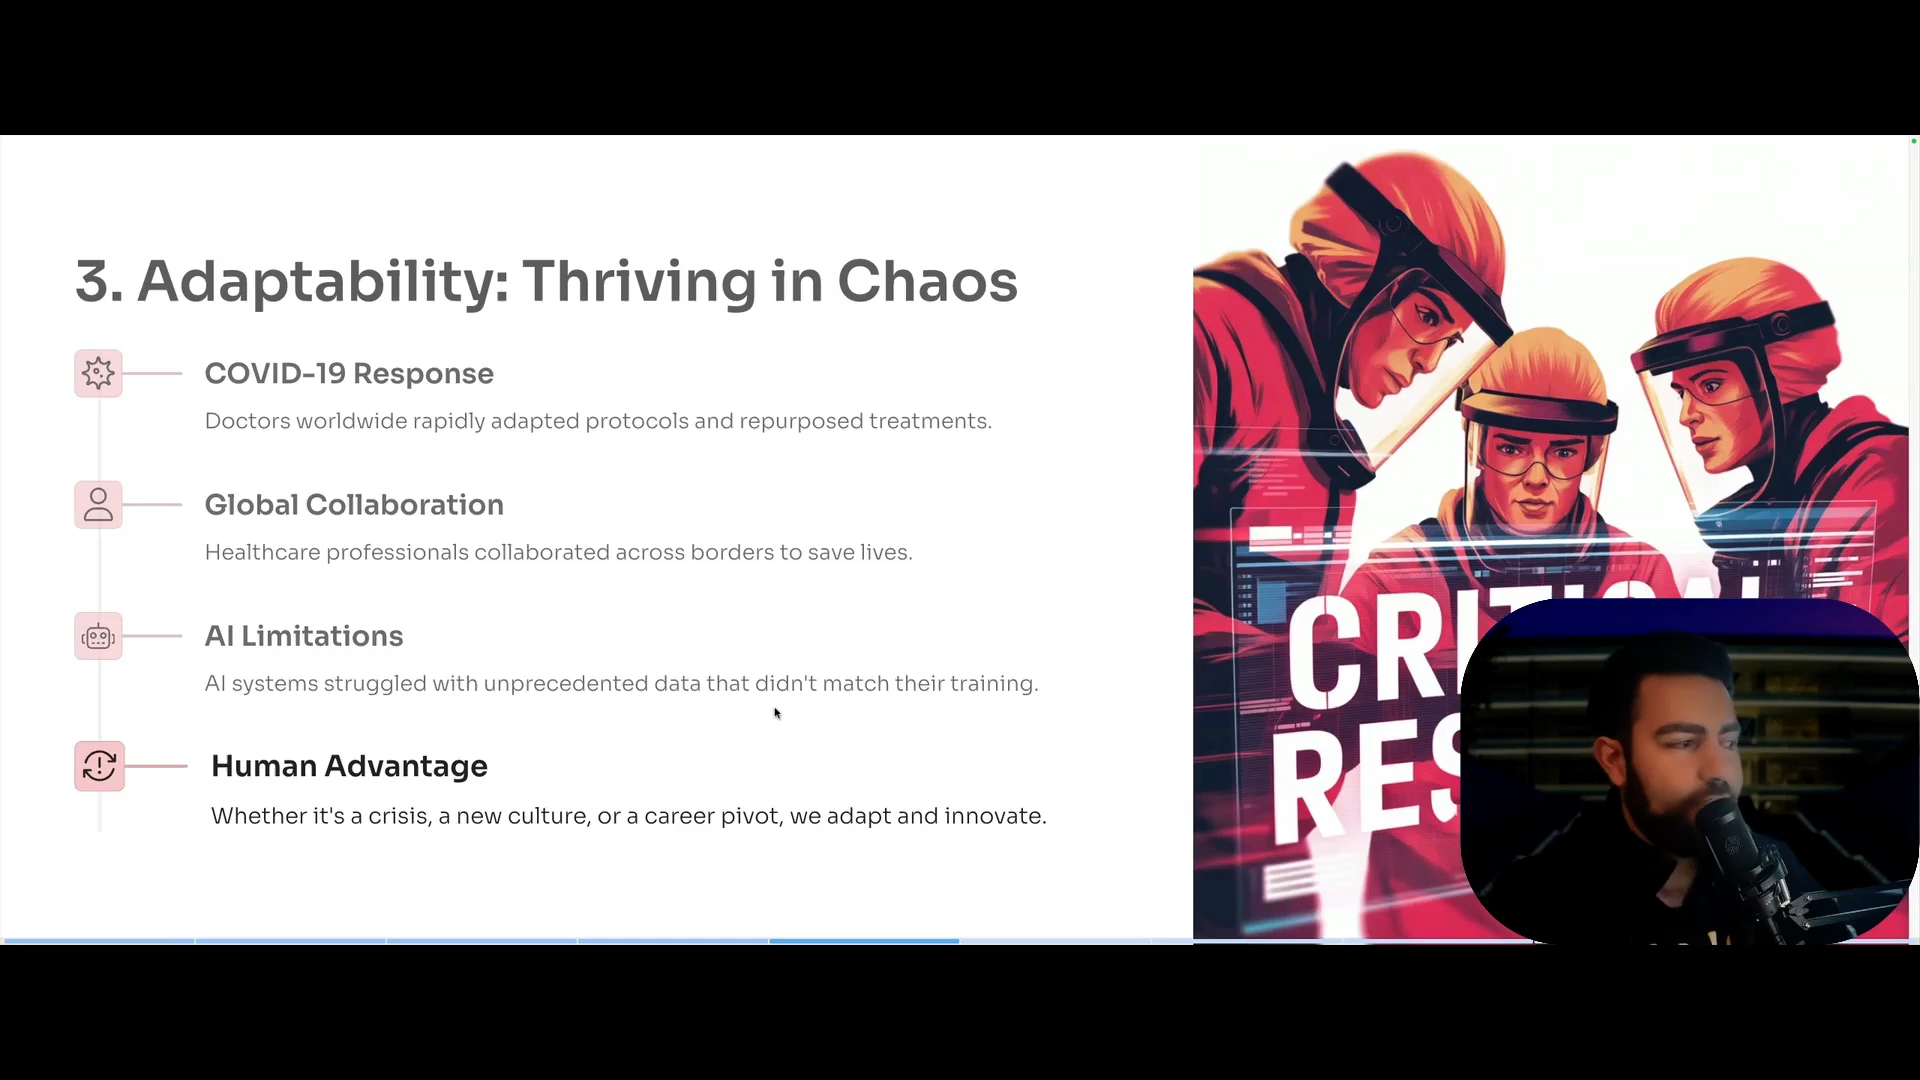 3. Adaptability: Thriving in Chaos
COVID-19 Response
Doctors worldwide rapidly adapted protocols and repurposed treatments.
Global Collaboration
Healthcare professionals collaborated across borders to save lives.
AI Limitations
AI systems struggled with unprecedented data that didn't match their training.
Human Advantage
Whether it's a crisis, a new culture, or a career pivot, we adapt and innovate.
CRITICAL
RES